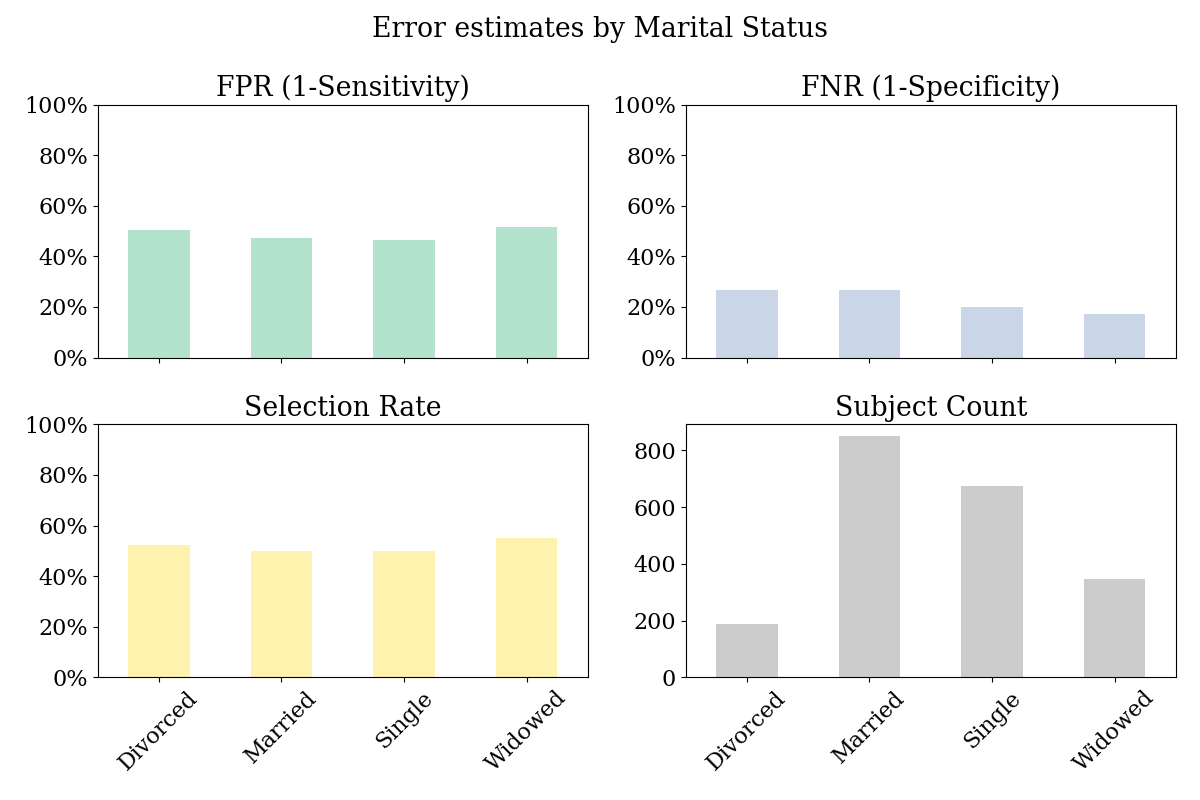 Error estimates by Marital Status
FPR (1-Sensitivity)
100%
80%
60%
40%
20%
0%
FNR (1-Specificity)
100%
80%
60%
40%
20%
0%
Selection Rate
100%
80%
60%
40%
20%
0%
Divorced
Married
Single
Widowed
Subject Count
800
600
400
200
0
Divorced
Married
Single
Widowed